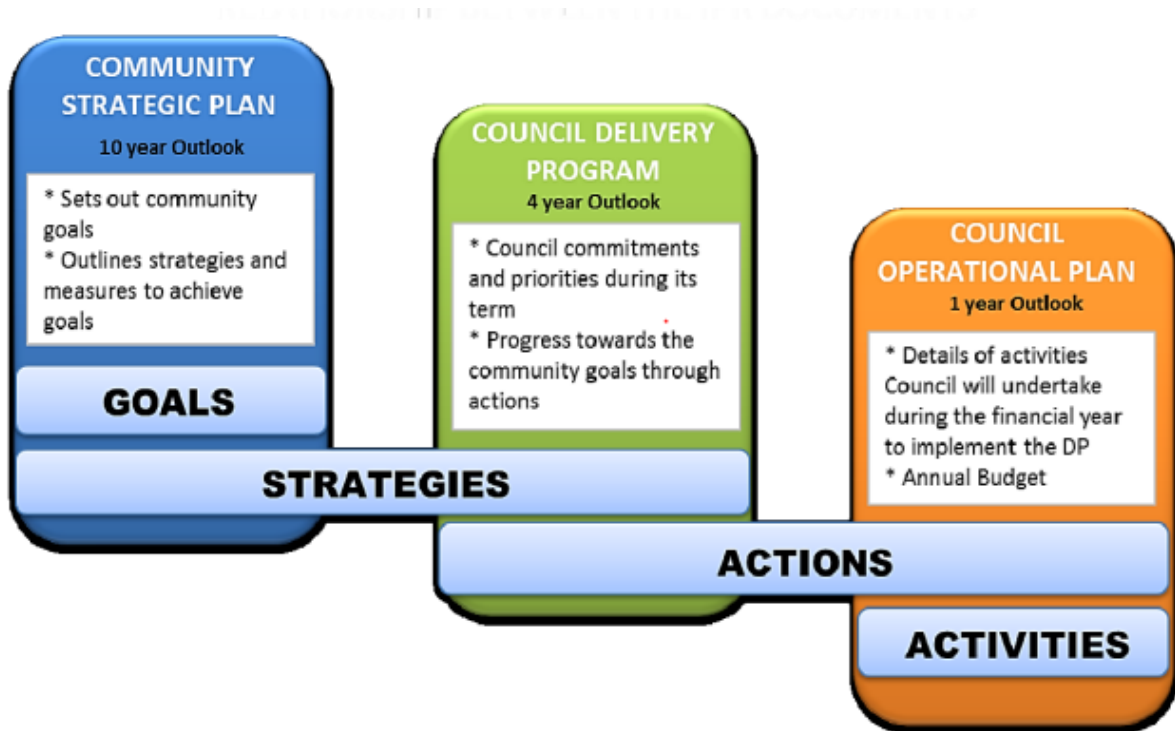 COMMUNITY
STRATEGIC PLAN
10 year Outlook
* Sets out community
goals
* Outlines strategies and
measures to achieve
goals
GOALS
COUNCIL DELIVERY
PROGRAM
4 year Outlook
* Council commitments
and priorities during its
term
* Progress towards the
community goals through
actions
STRATEGIES
COUNCIL
OPERATIONAL PLAN
1 year Outlook
* Details of activities
Council will undertake
during the financial year
to implement the DP
* Annual Budget
ACTIONS
ACTIVITIES